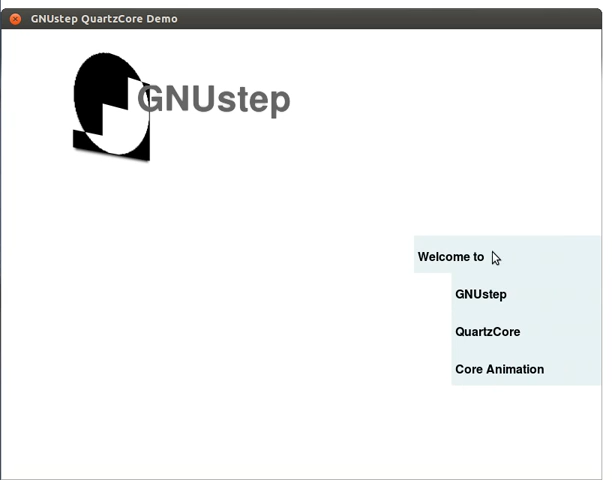 GNUstep QuartzCore Demo
GNUstep
Welcome to
GNUstep
QuartzCore
Core Animation